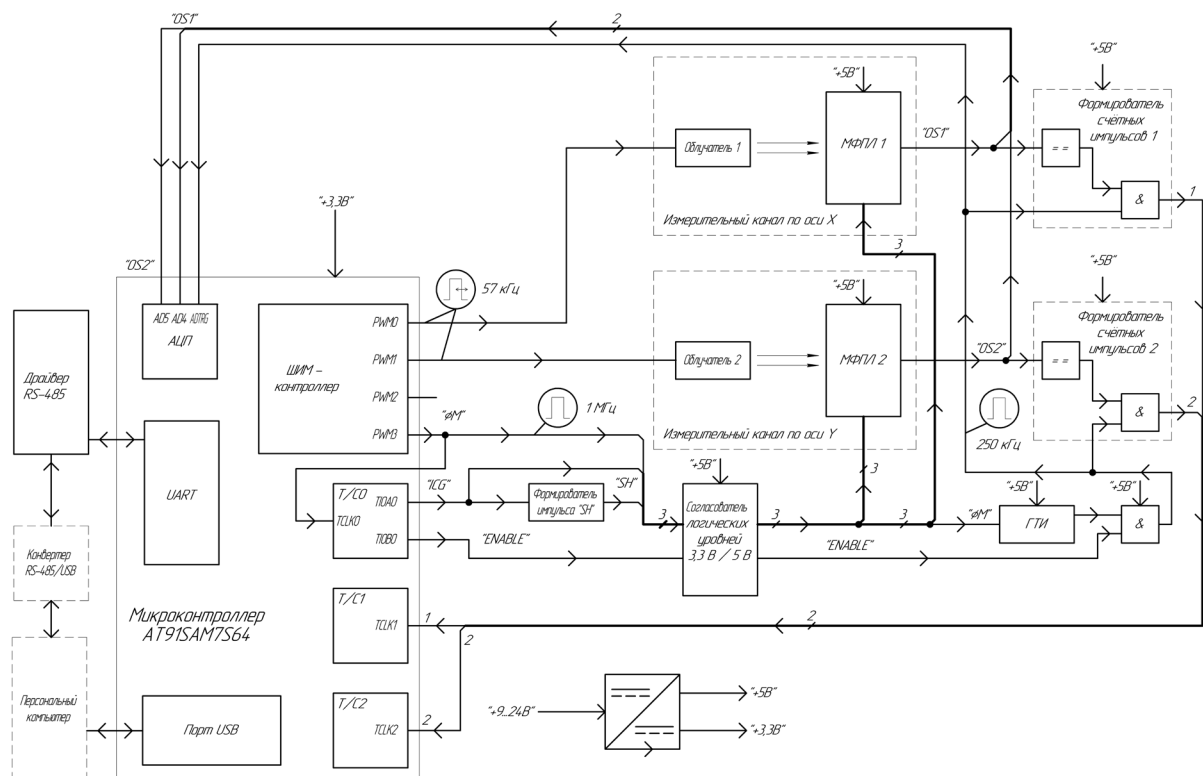 "OS1"
2
"+5В"
"+5В"
Формирователь
счётных
импульсов 1
"OS1"
Облучатель 1
МФПЛ 1
= =
&
1
"+3,3В"
Измерительный канал по оси X
3
"OS2"
57 кГц
"+5В"
"+5В"
AD5 AD4 ADTRG
АЦП
ШИМ –
контроллер
PWM0
PWM1
PWM2
PWM3
Формирователь
счётных
импульсов 2
"OS2"
Облучатель 2
МФПЛ 2
= =
&
2
Драйвер
RS-485
"φM"
1 МГц
Измерительный канал по оси Y
250 кГц
UART
T/C0
TIOA0
TCLK0
TIOB0
"ICG"
"SH"
Формирователь
импульса "SH"
"+5В"
3
3
3
Согласователь
логических
уровней
3,3 В / 5 В
"φM"
"+5В"
"+5В"
ГТИ
&
"ENABLE"
"ENABLE"
Конвертер
RS-485/USB
Микроконтроллер
AT91SAM7S64
T/C1
TCLK1
1
2
2
Персональный
компьютер
Порт USB
T/C2
TCLK2
2
"+9...24В"
"+5В"
"+3,3В"